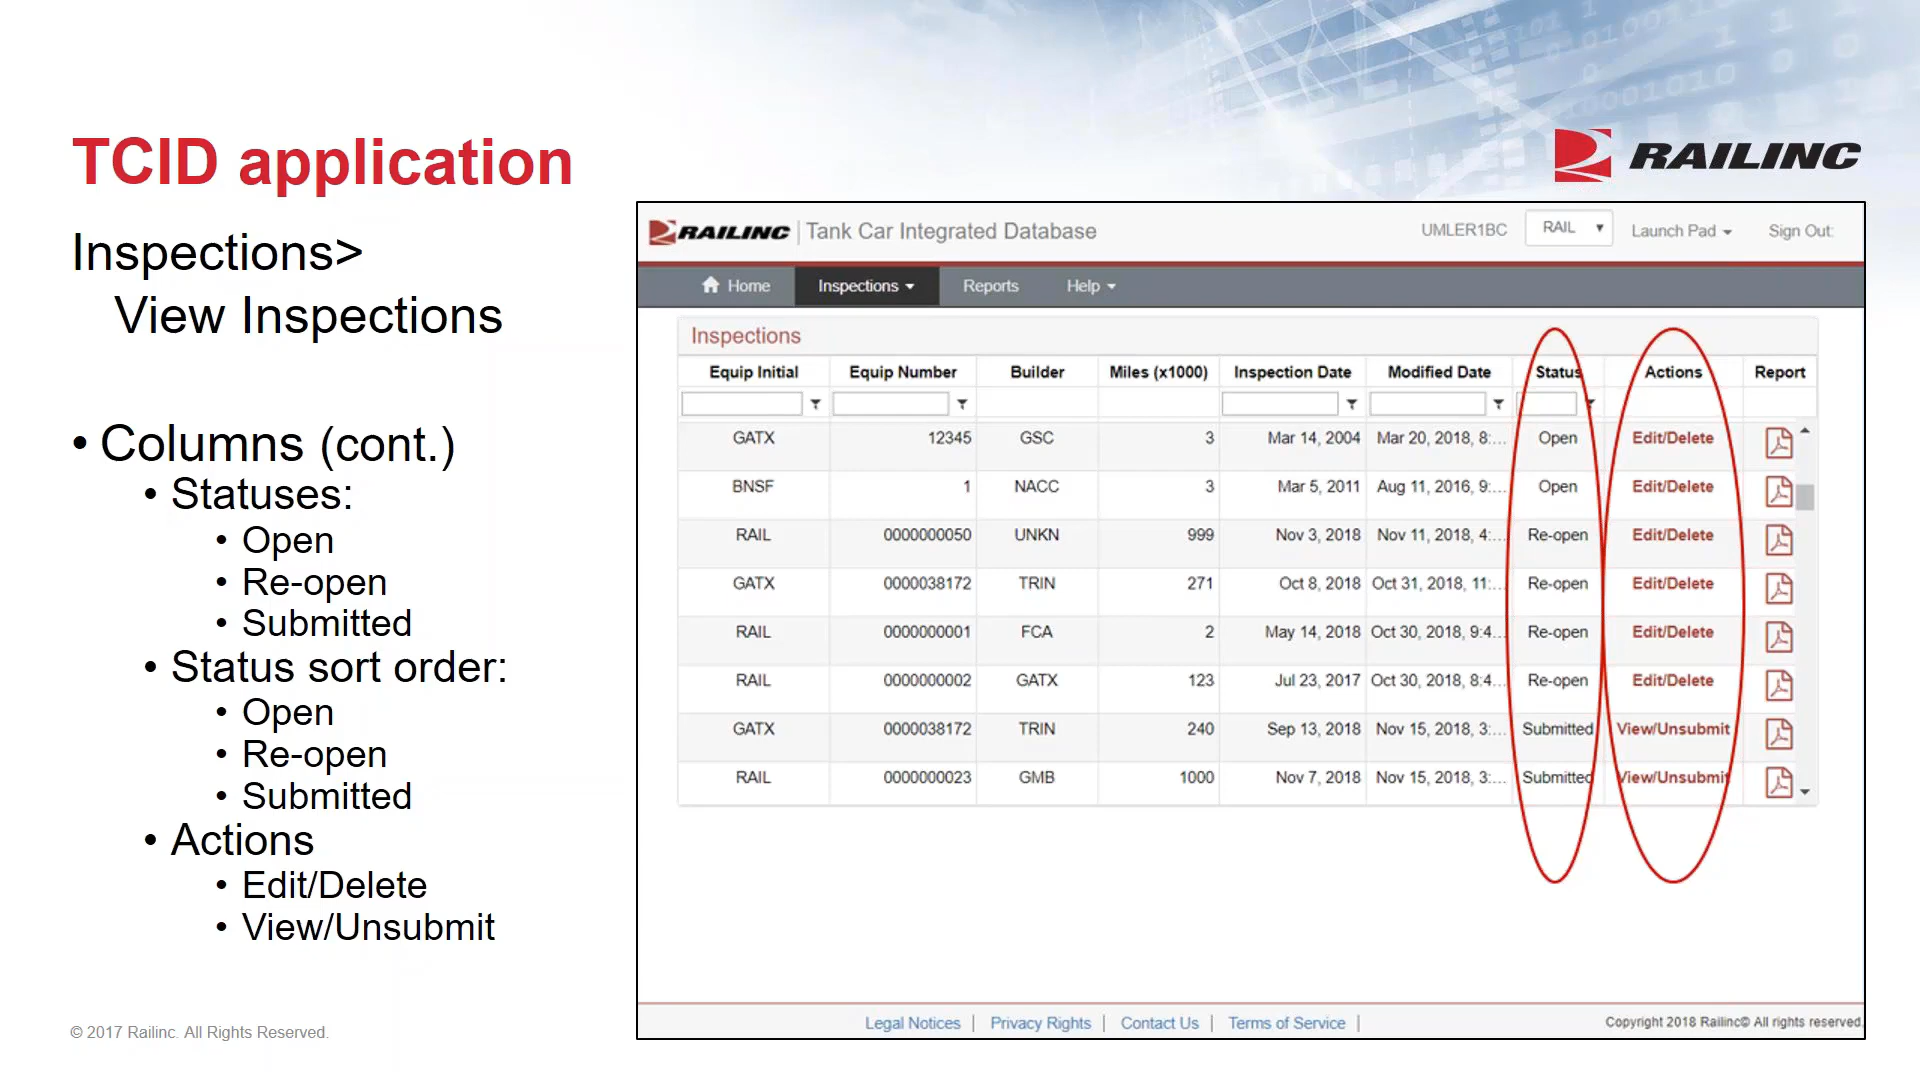 TCID application
RAILINC
Inspections>
View Inspections
• Columns (cont.)
• Statuses:
• Open
• Re-open
• Submitted
• Status sort order:
• Open
• Re-open
• Submitted
• Actions
• Edit/Delete
• View/Unsubmit
RAILINC | Tank Car Integrated Database UMLER1BC RAIL Launch Pad Sign Out
Home Inspections Reports Help
Inspections
Equip Initial Equip Number Builder Miles (x1000) Inspection Date Modified Date Status Actions Report
GATX 12345 GSC 3 Mar 14, 2004 Mar 20, 2018, 8:... Open Edit/Delete
BNSF 1 NACC 3 Mar 5, 2011 Aug 11, 2016, 9:... Open Edit/Delete
RAIL 0000000050 UNKN 999 Nov 3, 2018 Nov 11, 2018, 4:... Re-open Edit/Delete
GATX 0000038172 TRIN 271 Oct 8, 2018 Oct 31, 2018, 11:... Re-open Edit/Delete
RAIL 0000000001 FCA 2 May 14, 2018 Oct 30, 2018, 9:4... Re-open Edit/Delete
RAIL 0000000002 GATX 123 Jul 23, 2017 Oct 30, 2018, 8:4... Re-open Edit/Delete
GATX 0000038172 TRIN 240 Sep 13, 2018 Nov 15, 2018, 3:... Submitted View/Unsubmit
RAIL 0000000023 GMB 1000 Nov 7, 2018 Nov 15, 2018, 3:... Submitted View/Unsubmit
Legal Notices | Privacy Rights | Contact Us | Terms of Service | Copyright 2018 Railinc© All rights reserved.
© 2017 Railinc. All Rights Reserved.